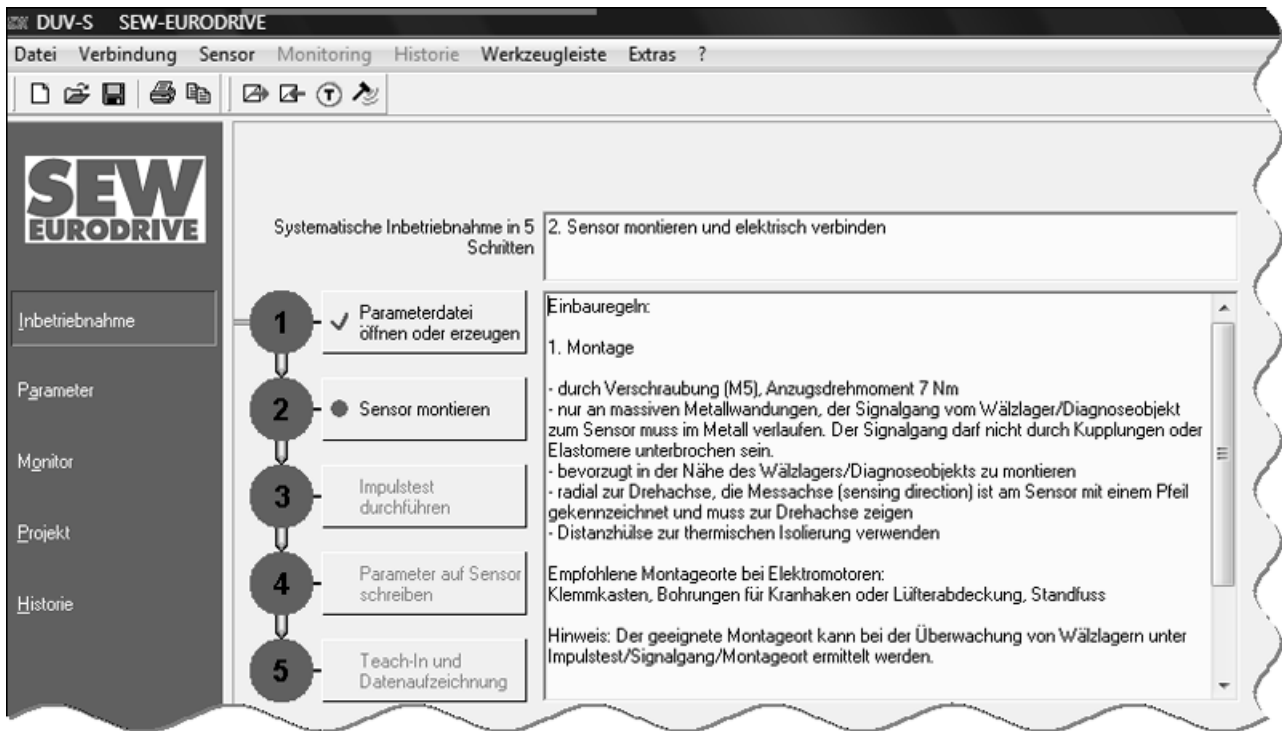 DUV-S SEW-EURODRIVE
Datei Verbindung Sensor Monitoring Historie Werkzeugleiste Extras ?
T
SEW
EURODRIVE
Systematische Inbetriebnahme in 5
Schritten
2. Sensor montieren und elektrisch verbinden
Inbetriebnahme
Parameter
Monitor
Projekt
Historie
1
Parameterdatei
öffnen oder erzeugen
2
Sensor montieren
3
Impulstest
durchführen
4
Parameter auf Sensor
schreiben
5
Teach-In und
Datenaufzeichnung
Einbauregeln:
1. Montage
- durch Verschraubung (M5), Anzugsdrehmoment 7 Nm
- nur an massiven Metallwandungen, der Signalgang vom Wälzlager/Diagnoseobjekt
zum Sensor muss im Metall verlaufen. Der Signalgang darf nicht durch Kupplungen oder
Elastomere unterbrochen sein.
- bevorzugt in der Nähe des Wälzlagers/Diagnoseobjekts zu montieren
- radial zur Drehachse, die Messachse (sensing direction) ist am Sensor mit einem Pfeil
gekennzeichnet und muss zur Drehachse zeigen
- Distanzhülse zur thermischen Isolierung verwenden
Empfohlene Montageorte bei Elektromotoren:
Klemmkasten, Bohrungen für Kranhaken oder Lüfterabdeckung, Standfuss
Hinweis: Der geeignete Montageort kann bei der Überwachung von Wälzlagern unter
Impulstest/Signalgang/Montageort ermittelt werden.